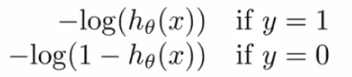 −log(hθ(x)) if y = 1
−log(1 − hθ(x)) if y = 0